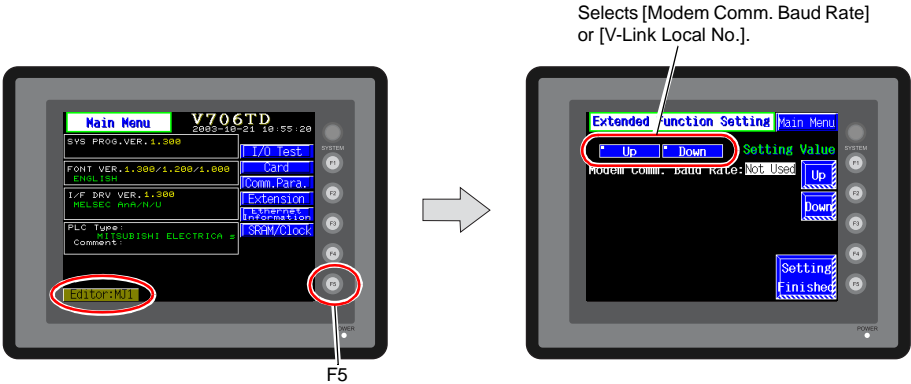 Selects [Modem Comm. Baud Rate]
or [V-Link Local No.].
Main Menu
V706TD
2003-10-21 10:55:20
SYS PROG.VER.1.300
FONT VER.1.300/1.200/1.000
ENGLISH
I/F DRV VER.1.300
MELSEC AnA/N/U
PLC Type:
MITSUBISHI ELECTRICA s
Comment:
Editor:MJ1
I/O Test
Card
Comm.Para.
Extension
Ethernet
Information
SRAM/Clock
SYSTEM
F1
F2
F3
F4
F5
POWER
F5
Extended Function Setting
Main Menu
Up
Down
Setting Value
Modem Comm. Baud Rate:
Not Used
Up
Down
Setting
Finished
SYSTEM
F1
F2
F3
F4
F5
POWER